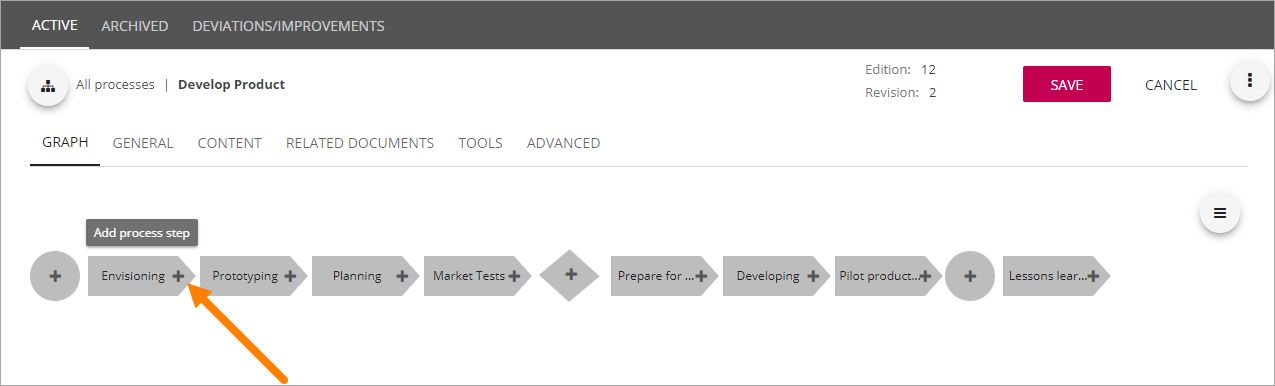 ACTIVE ARCHIVED DEVIATIONS/IMPROVEMENTS
All processes | Develop Product
Edition: 12
Revision: 2
SAVE CANCEL
GRAPH GENERAL CONTENT RELATED DOCUMENTS TOOLS ADVANCED
Add process step
Envisioning Prototyping Planning Market Tests Prepare for ... Developing Pilot product... Lessons lear...